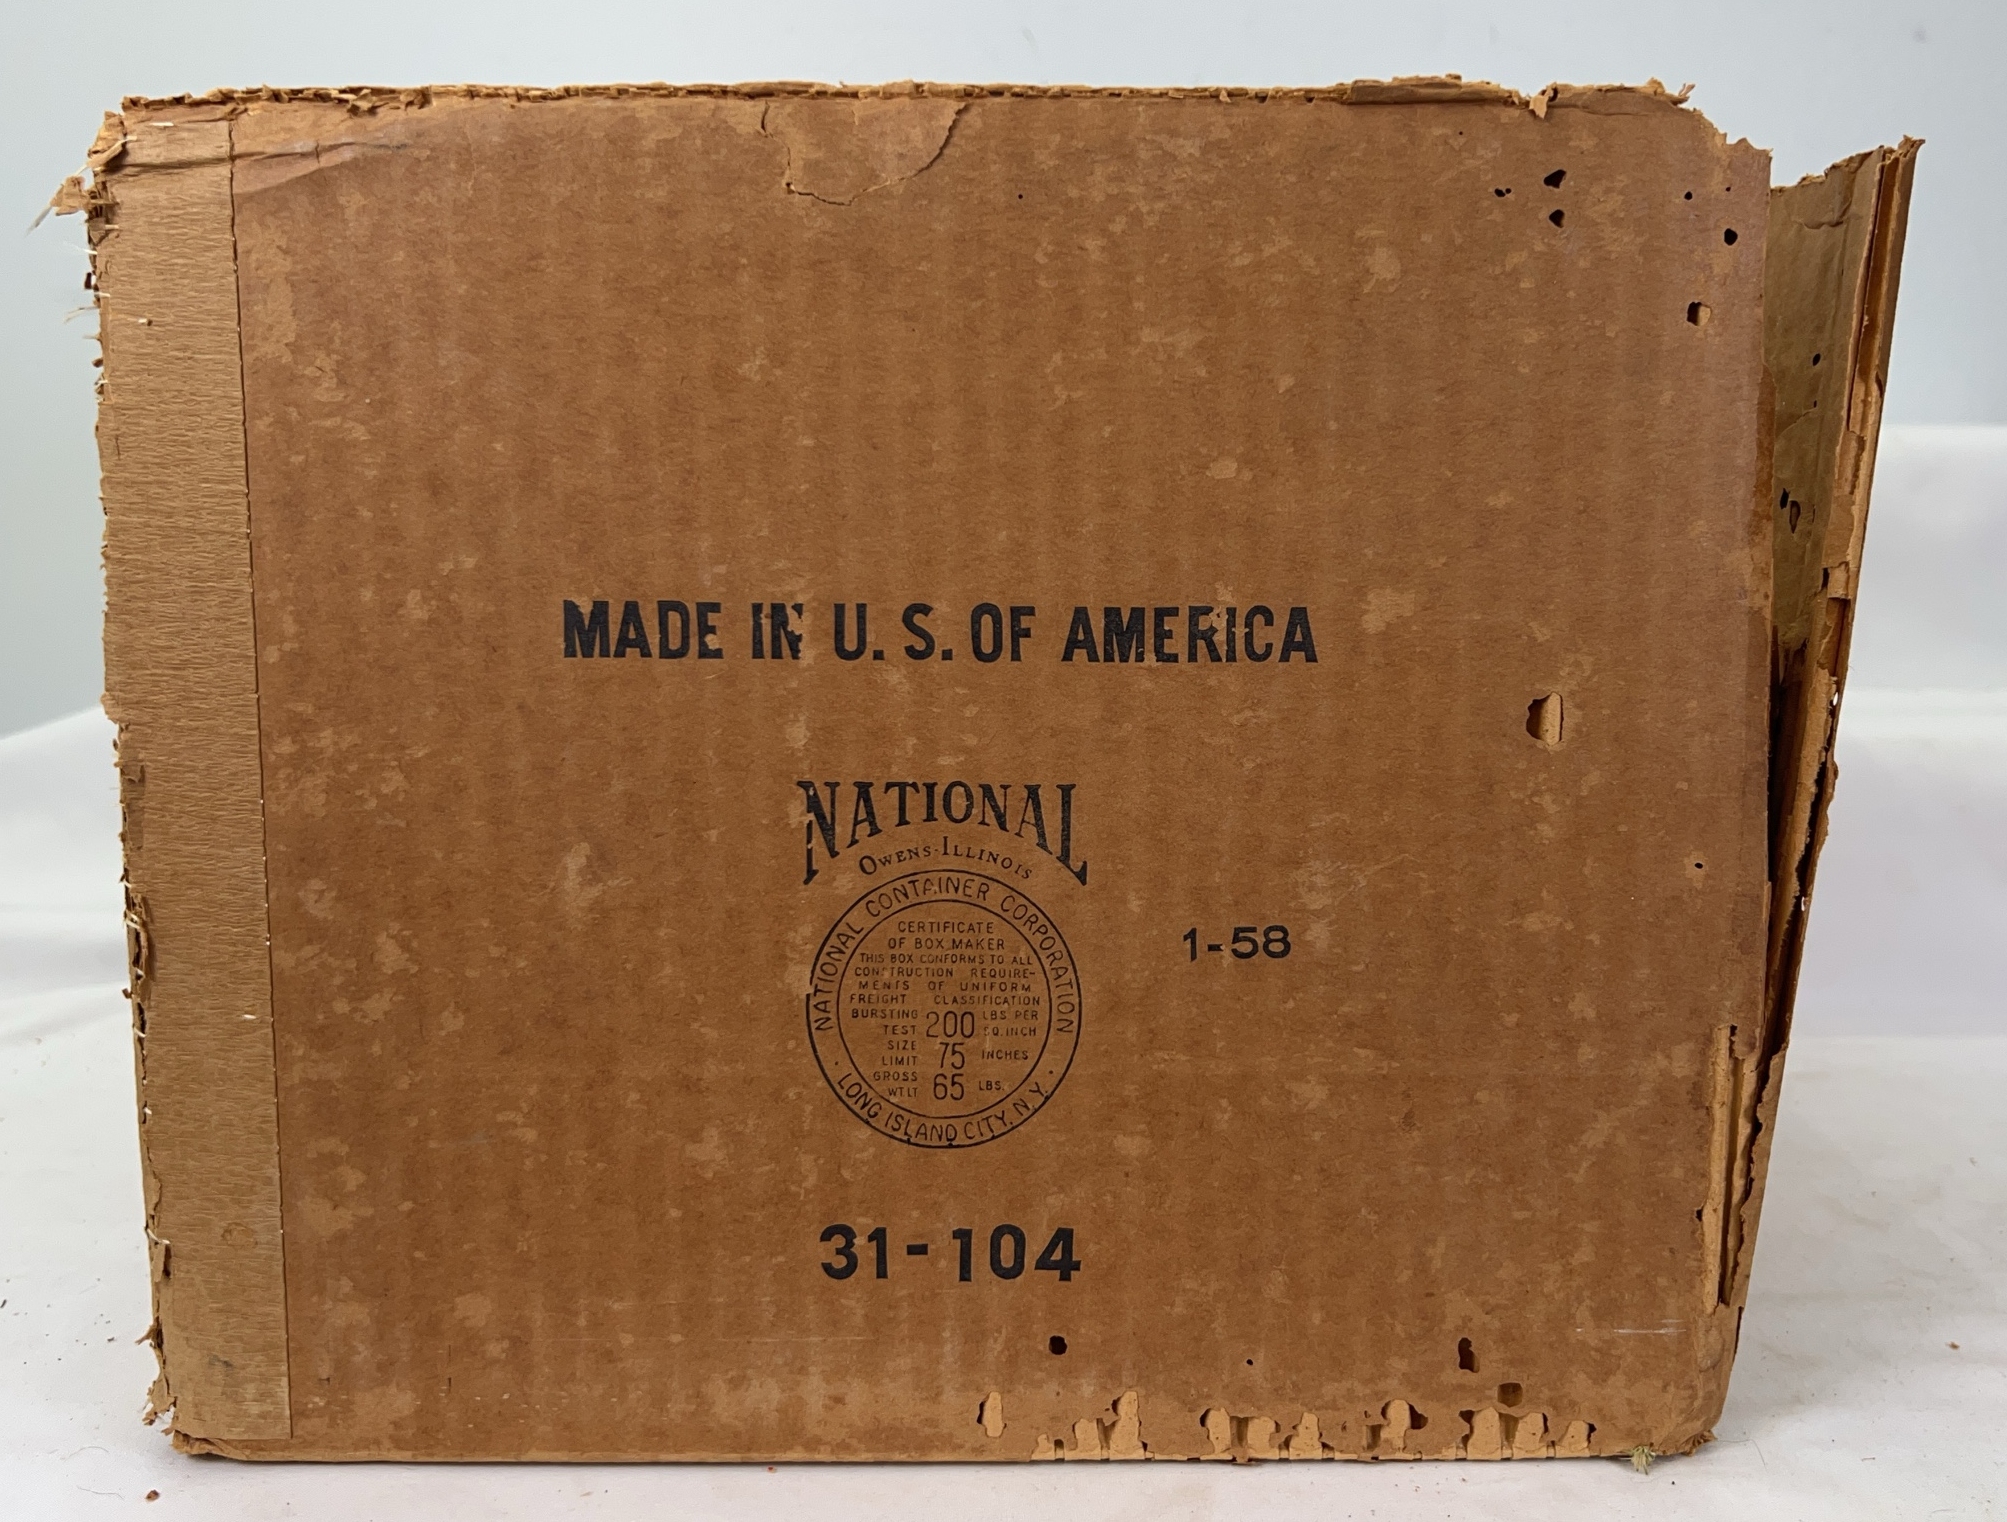 MADE IN U. S. OF AMERICA
NATIONAL
OWENS-ILLINOIS
NATIONAL CONTAINER CORPORATION
CERTIFICATE
OF BOX MAKER
THIS BOX CONFORMS TO ALL
CONSTRUCTION REQUIRE-
MENTS OF UNIFORM
FREIGHT CLASSIFICATION
BURSTING TEST 200 LBS. PER SQ. INCH
SIZE LIMIT 75 INCHES
GROSS WT LT 65 LBS.
· LONG ISLAND CITY, N.Y. ·
1-58
31-104